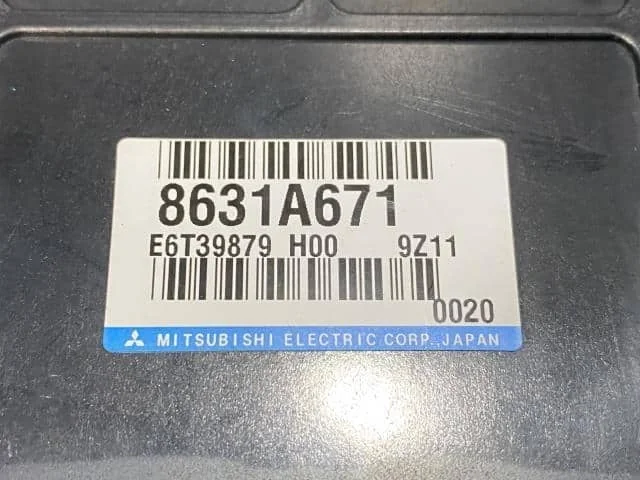 8631A671
E6T39879 H00 9Z11
0020
MITSUBISHI ELECTRIC CORP. JAPAN